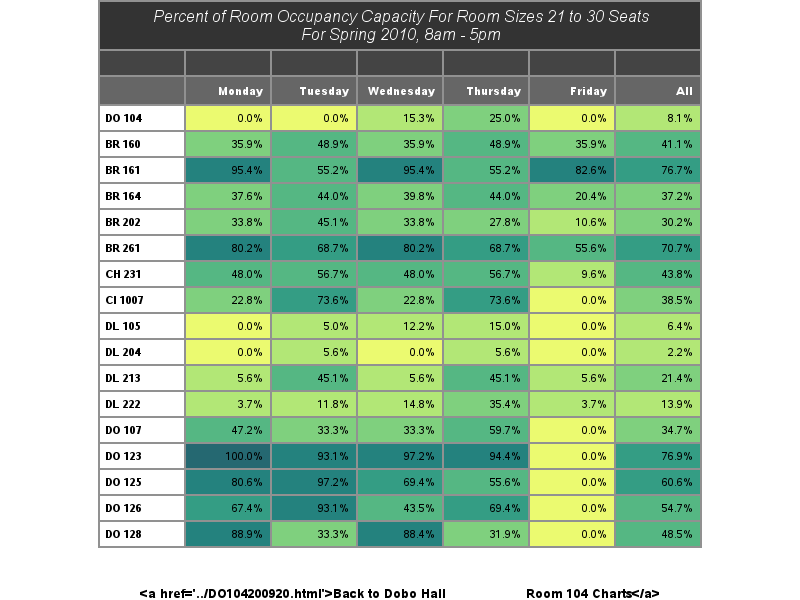 Percent of Room Occupancy Capacity For Room Sizes 21 to 30 Seats
For Spring 2010, 8am - 5pm
Monday Tuesday Wednesday Thursday Friday All
DO 104 0.0% 0.0% 15.3% 25.0% 0.0% 8.1%
BR 160 35.9% 48.9% 35.9% 48.9% 35.9% 41.1%
BR 161 95.4% 55.2% 95.4% 55.2% 82.6% 76.7%
BR 164 37.6% 44.0% 39.8% 44.0% 20.4% 37.2%
BR 202 33.8% 45.1% 33.8% 27.8% 10.6% 30.2%
BR 261 80.2% 68.7% 80.2% 68.7% 55.6% 70.7%
CH 231 48.0% 56.7% 48.0% 56.7% 9.6% 43.8%
CI 1007 22.8% 73.6% 22.8% 73.6% 0.0% 38.5%
DL 105 0.0% 5.0% 12.2% 15.0% 0.0% 6.4%
DL 204 0.0% 5.6% 0.0% 5.6% 0.0% 2.2%
DL 213 5.6% 45.1% 5.6% 45.1% 5.6% 21.4%
DL 222 3.7% 11.8% 14.8% 35.4% 3.7% 13.9%
DO 107 47.2% 33.3% 33.3% 59.7% 0.0% 34.7%
DO 123 100.0% 93.1% 97.2% 94.4% 0.0% 76.9%
DO 125 80.6% 97.2% 69.4% 55.6% 0.0% 60.6%
DO 126 67.4% 93.1% 43.5% 69.4% 0.0% 54.7%
DO 128 88.9% 33.3% 88.4% 31.9% 0.0% 48.5%
<a href='../DO104200920.html'>Back to Dobo Hall Room 104 Charts</a>